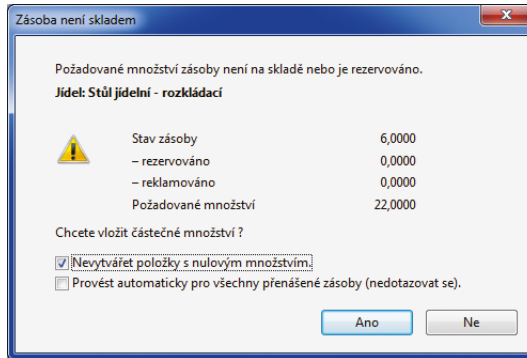 Zásoba není skladem
Požadované množství zásoby není na skladě nebo je rezervováno.
Jídel: Stůl jídelní - rozkládací
Stav zásoby 6,0000
– rezervováno 0,0000
– reklamováno 0,0000
Požadované množství 22,0000
Chcete vložit částečné množství ?
Nevytvářet položky s nulovým množstvím.
Provést automaticky pro všechny přenášené zásoby (nedotazovat se).
Ano Ne